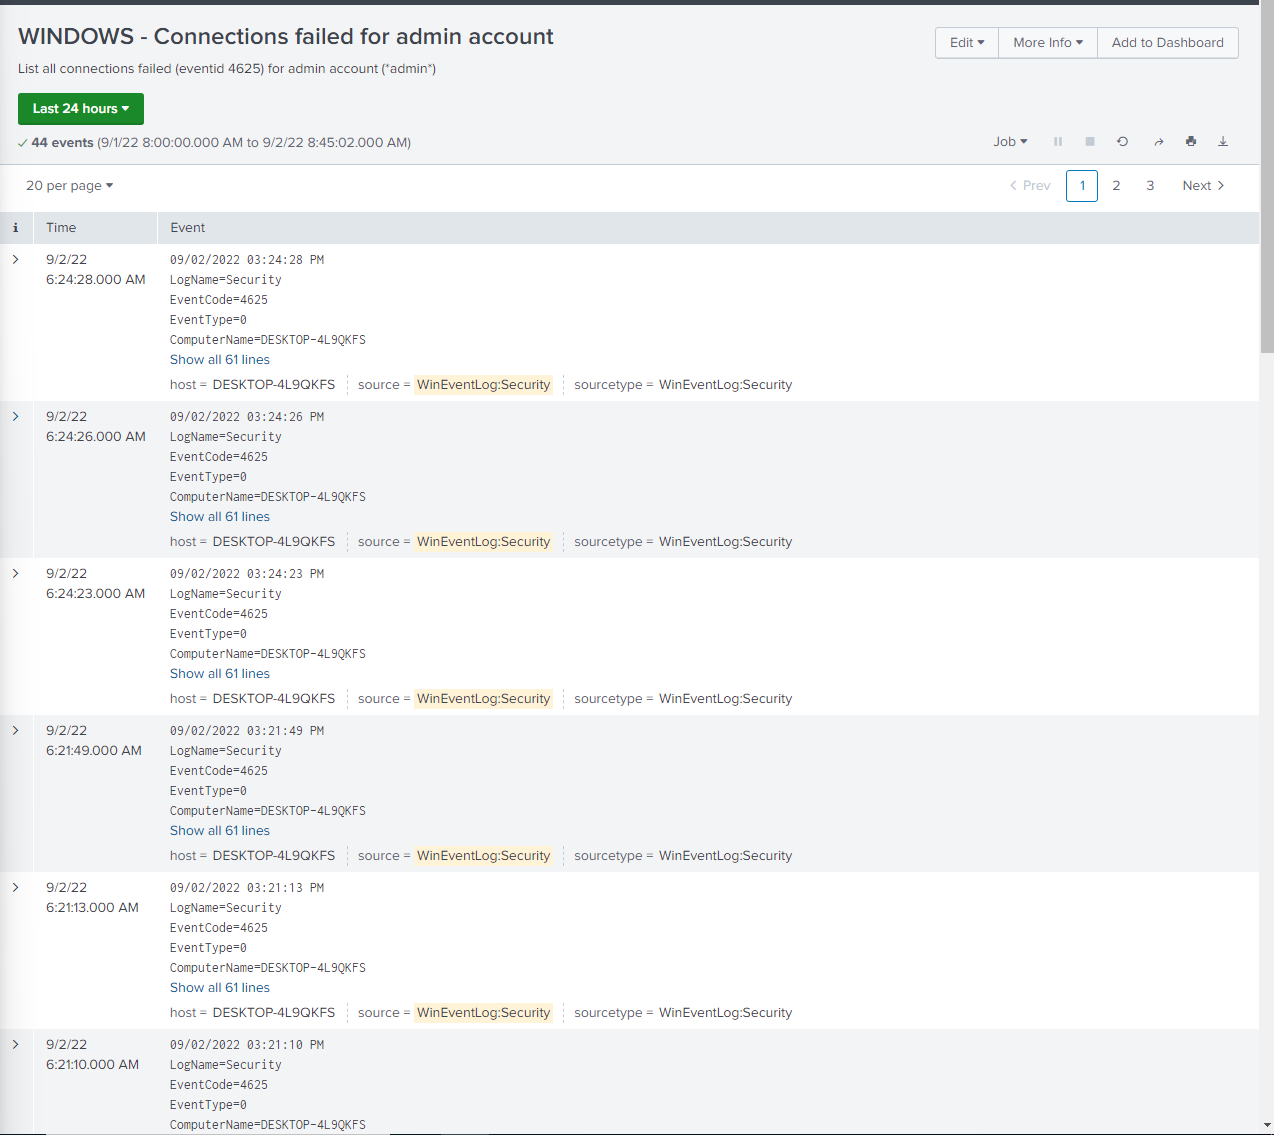 WINDOWS - Connections failed for admin account
Edit More Info Add to Dashboard
List all connections failed (eventid 4625) for admin account (*admin*)
Last 24 hours
44 events (9/1/22 8:00:00.000 AM to 9/2/22 8:45:02.000 AM)
Job
20 per page
Prev 1 2 3 Next
i Time Event
9/2/22 09/02/2022 03:24:28 PM
6:24:28.000 AM LogName=Security
EventCode=4625
EventType=0
ComputerName=DESKTOP-4L9QKFS
Show all 61 lines
host = DESKTOP-4L9QKFS source = WinEventLog:Security sourcetype = WinEventLog:Security
9/2/22 09/02/2022 03:24:26 PM
6:24:26.000 AM LogName=Security
EventCode=4625
EventType=0
ComputerName=DESKTOP-4L9QKFS
Show all 61 lines
host = DESKTOP-4L9QKFS source = WinEventLog:Security sourcetype = WinEventLog:Security
9/2/22 09/02/2022 03:24:23 PM
6:24:23.000 AM LogName=Security
EventCode=4625
EventType=0
ComputerName=DESKTOP-4L9QKFS
Show all 61 lines
host = DESKTOP-4L9QKFS source = WinEventLog:Security sourcetype = WinEventLog:Security
9/2/22 09/02/2022 03:21:49 PM
6:21:49.000 AM LogName=Security
EventCode=4625
EventType=0
ComputerName=DESKTOP-4L9QKFS
Show all 61 lines
host = DESKTOP-4L9QKFS source = WinEventLog:Security sourcetype = WinEventLog:Security
9/2/22 09/02/2022 03:21:13 PM
6:21:13.000 AM LogName=Security
EventCode=4625
EventType=0
ComputerName=DESKTOP-4L9QKFS
Show all 61 lines
host = DESKTOP-4L9QKFS source = WinEventLog:Security sourcetype = WinEventLog:Security
9/2/22 09/02/2022 03:21:10 PM
6:21:10.000 AM LogName=Security
EventCode=4625
EventType=0
ComputerName=DESKTOP-4L9QKFS